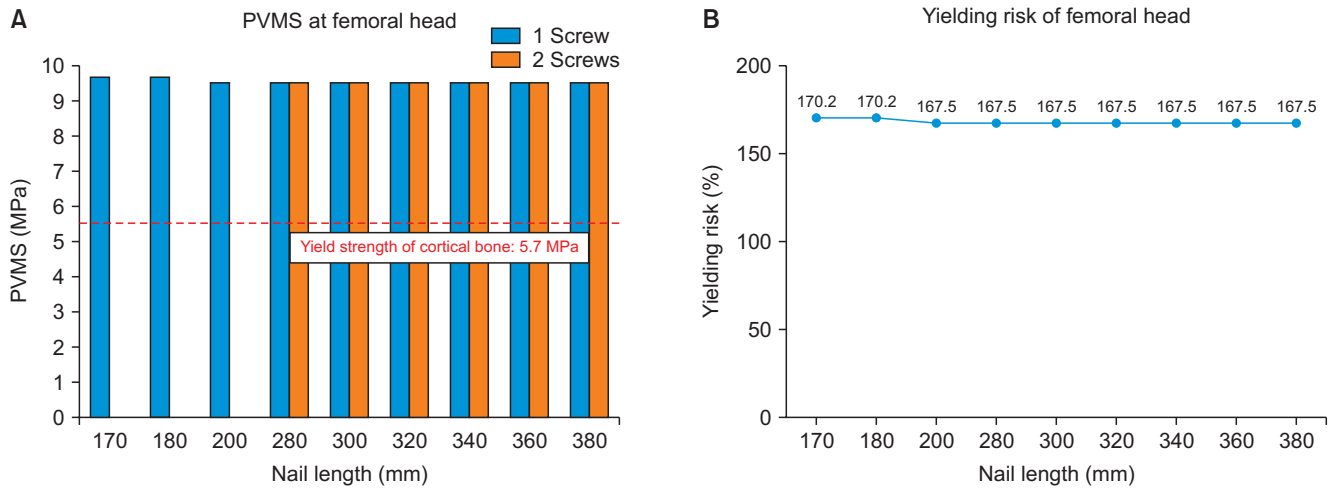 A
PVMS at femoral head
1 Screw
2 Screws
PVMS (MPa)
10
9
8
7
6
5
4
3
2
1
0
Yield strength of cortical bone: 5.7 MPa
170 180 200 280 300 320 340 360 380
Nail length (mm)
B
Yielding risk of femoral head
Yielding risk (%)
200
150
100
50
0
170.2 170.2 167.5 167.5 167.5 167.5 167.5 167.5 167.5
170 180 200 280 300 320 340 360 380
Nail length (mm)